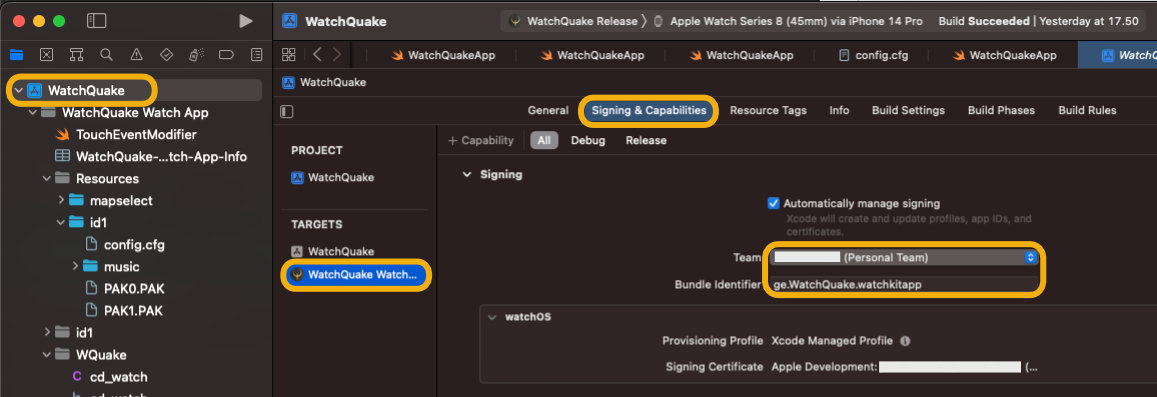 WatchQuake
WatchQuake Release
Apple Watch Series 8 (45mm) via iPhone 14 Pro
Build Succeeded | Yesterday at 17.50
WatchQuakeApp
WatchQuakeApp
WatchQuakeApp
config.cfg
WatchQuakeApp
WatchQ
WatchQuake
WatchQuake
WatchQuake Watch App
TouchEventModifier
WatchQuake-...tch-App-Info
Resources
mapselect
id1
config.cfg
music
PAK0.PAK
PAK1.PAK
id1
WQuake
cd_watch
cd_watch
General
Signing & Capabilities
Resource Tags
Info
Build Settings
Build Phases
Build Rules
PROJECT
WatchQuake
TARGETS
WatchQuake
WatchQuake Watch...
+ Capability
All
Debug
Release
Signing
Automatically manage signing
Xcode will create and update profiles, app IDs, and
certificates.
Team
(Personal Team)
Bundle Identifier
ge.WatchQuake.watchkitapp
watchOS
Provisioning Profile
Xcode Managed Profile
Signing Certificate
Apple Development:
(...